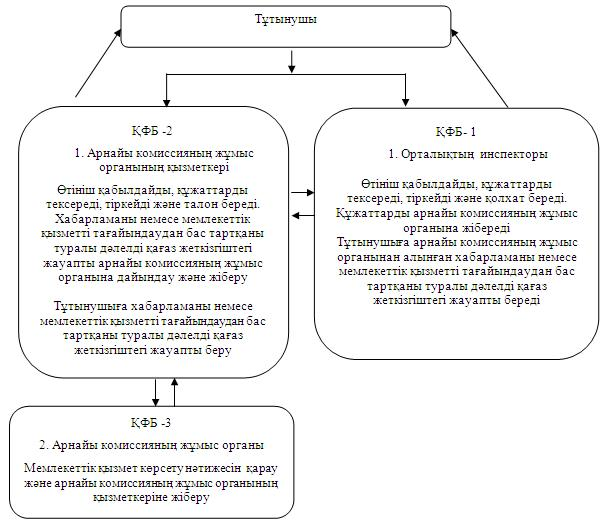 Тұтынушы
ҚФБ -2
1. Арнайы комиссияның жұмыс
органының қызметкері
Өтініш қабылдайды, құжаттарды
тексереді, тіркейді және талон береді.
Хабарламаны немесе мемлекеттік
қызметті тағайындаудан бас тартқаны
туралы дәлелді қағаз жеткізгіштегі
жауапты арнайы комиссияның жұмыс
органына дайындау және жіберу
Тұтынушыға хабарламаны немесе
мемлекеттік қызметті тағайындаудан бас
тартқаны туралы дәлелді қағаз
жеткізгіштегі жауапты беру
ҚФБ- 1
1. Орталықтың инспекторы
Өтініш қабылдайды, құжаттарды
тексереді, тіркейді және қолхат береді.
Құжаттарды арнайы комиссияның жұмыс
органына жібереді
Тұтынушыға арнайы комиссияның жұмыс
органынан алынған хабарламаны немесе
мемлекеттік қызметті тағайындаудан бас
тартқаны туралы дәлелді қағаз
жеткізгіштегі жауапты береді
ҚФБ -3
2. Арнайы комиссияның жұмыс органы
Мемлекеттік қызмет көрсету нәтижесін қарау
және арнайы комиссияның жұмыс органының
қызметкеріне жіберу